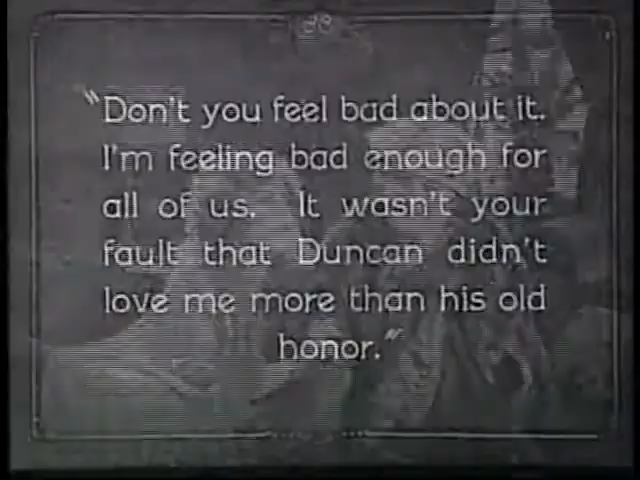 "Don't you feel bad about it.
I'm feeling bad enough for
all of us. It wasn't your
fault that Duncan didn't
love me more than his old
honor."